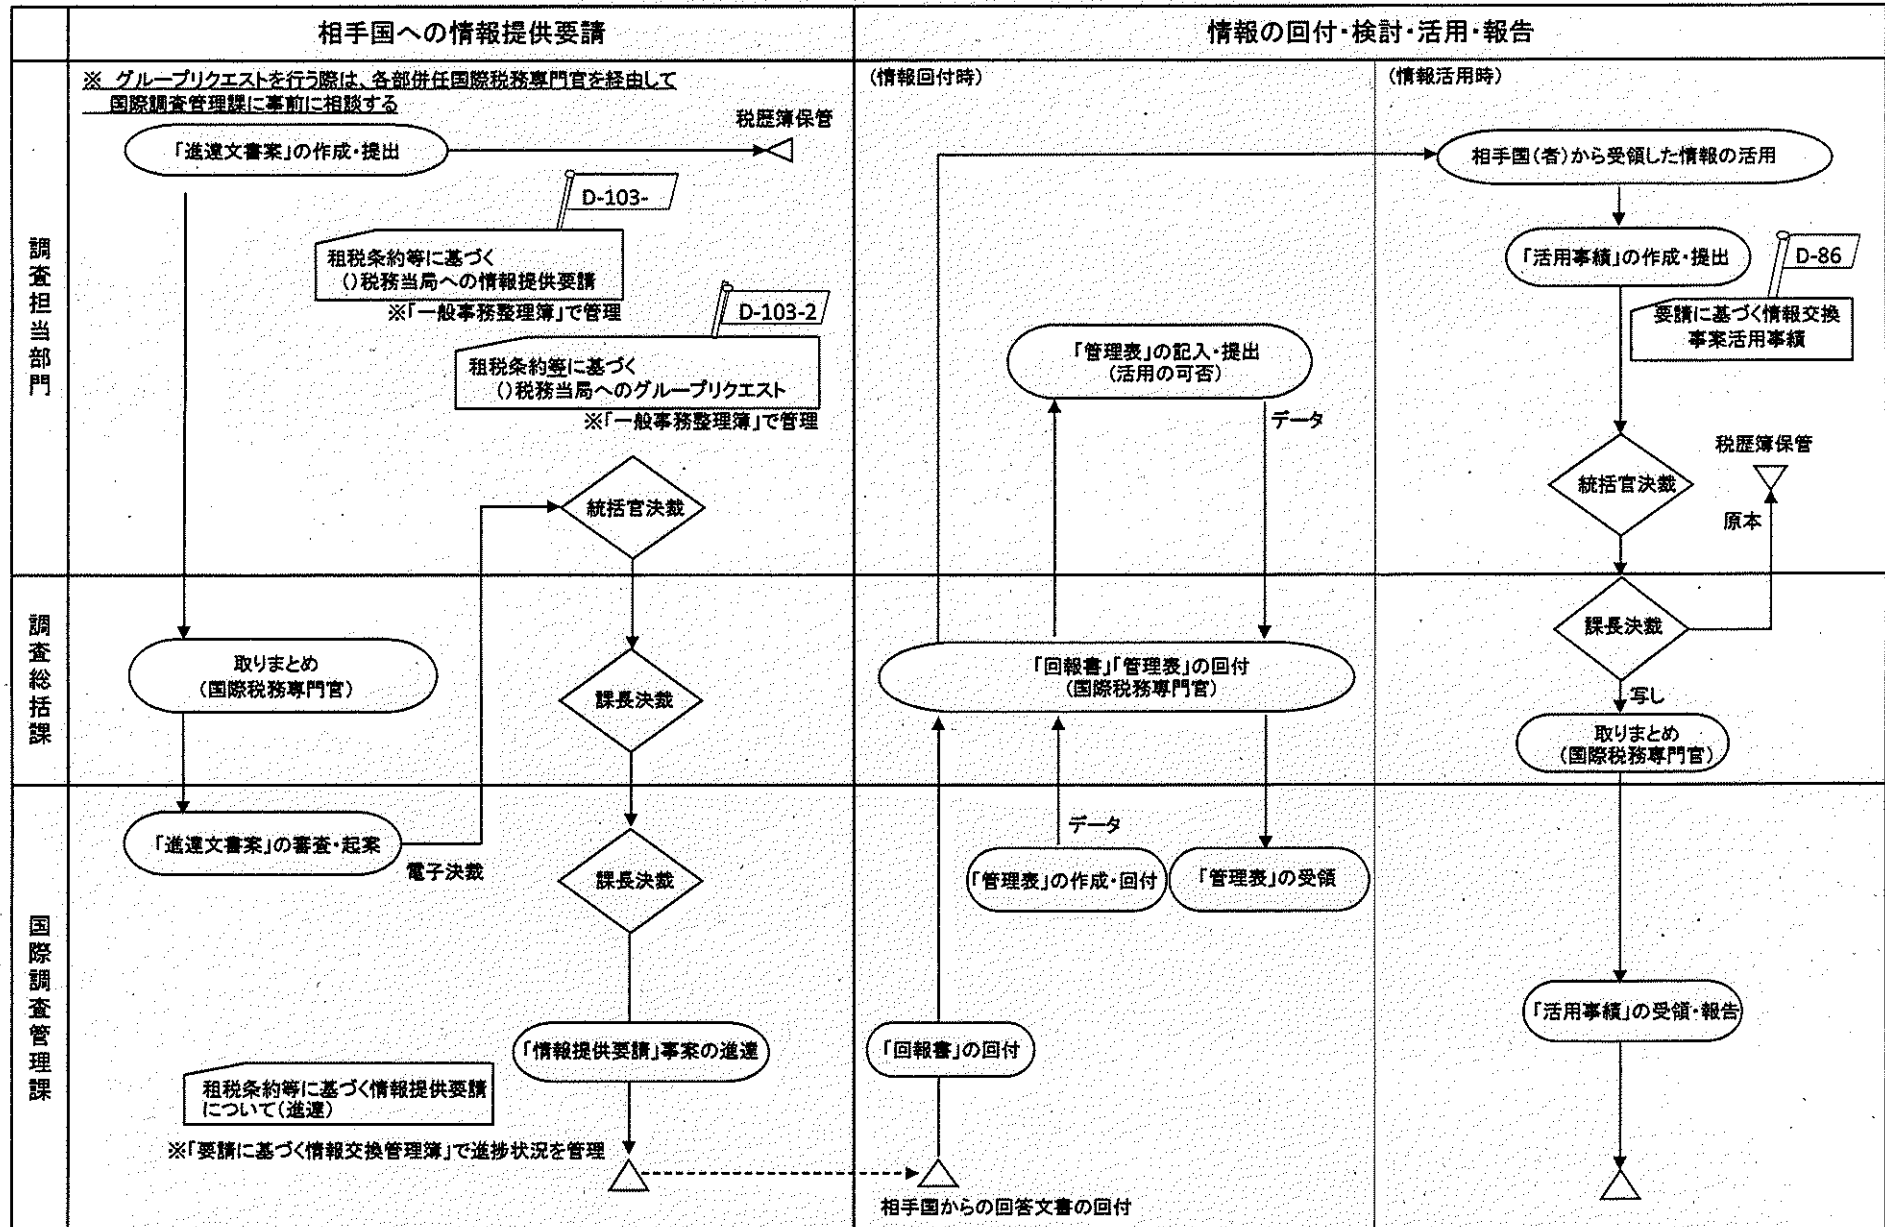 相手国への情報提供要請
情報の回付・検討・活用・報告
調査担当部門
※ グループリクエストを行う際は、各部併任国際税務専門官を経由して
国際調査管理課に事前に相談する
「進達文書案」の作成・提出
税歴簿保管
D-103-
租税条約等に基づく
()税務当局への情報提供要請
※「一般事務整理簿」で管理
D-103-2
租税条約等に基づく
()税務当局へのグループリクエスト
※「一般事務整理簿」で管理
統括官決裁
(情報回付時)
「管理表」の記入・提出
(活用の可否)
データ
(情報活用時)
相手国(者)から受領した情報の活用
「活用事績」の作成・提出
D-86
要請に基づく情報交換
事案活用事績
統括官決裁
税歴簿保管
原本
調査総括課
取りまとめ
(国際税務専門官)
課長決裁
「回報書」「管理表」の回付
(国際税務専門官)
課長決裁
写し
取りまとめ
(国際税務専門官)
国際調査管理課
「進達文書案」の審査・起案
電子決裁
課長決裁
「情報提供要請」事案の進達
租税条約等に基づく情報提供要請
について(進達)
※「要請に基づく情報交換管理簿」で進捗状況を管理
データ
「管理表」の作成・回付
「管理表」の受領
「回報書」の回付
相手国からの回答文書の回付
「活用事績」の受領・報告